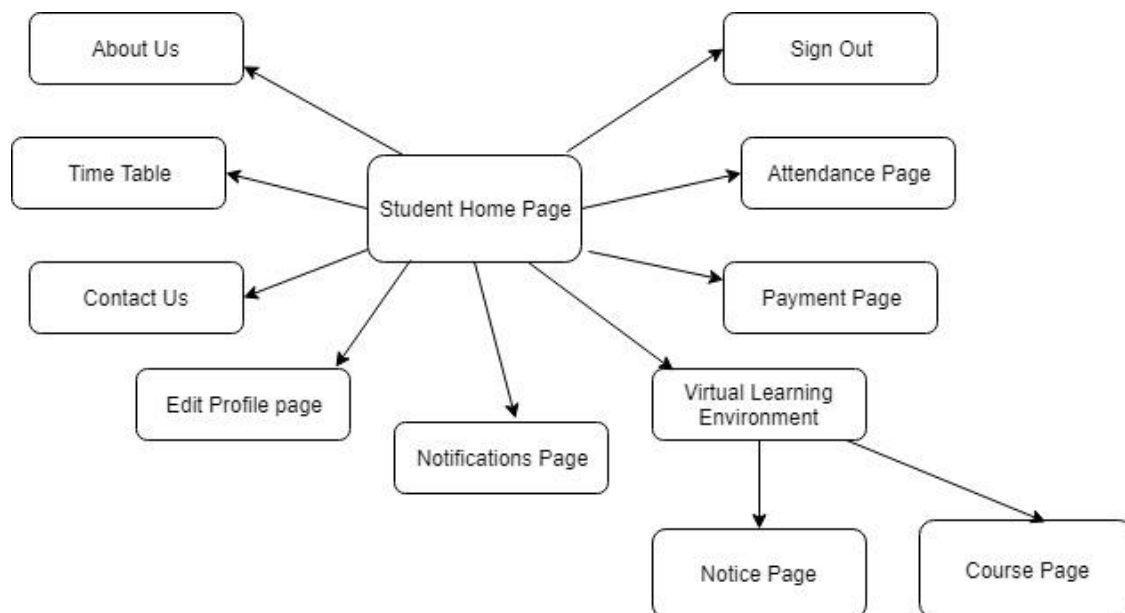 About Us
Sign Out
Time Table
Attendance Page
Student Home Page
Contact Us
Payment Page
Edit Profile page
Virtual Learning
Environment
Notifications Page
Notice Page
Course Page